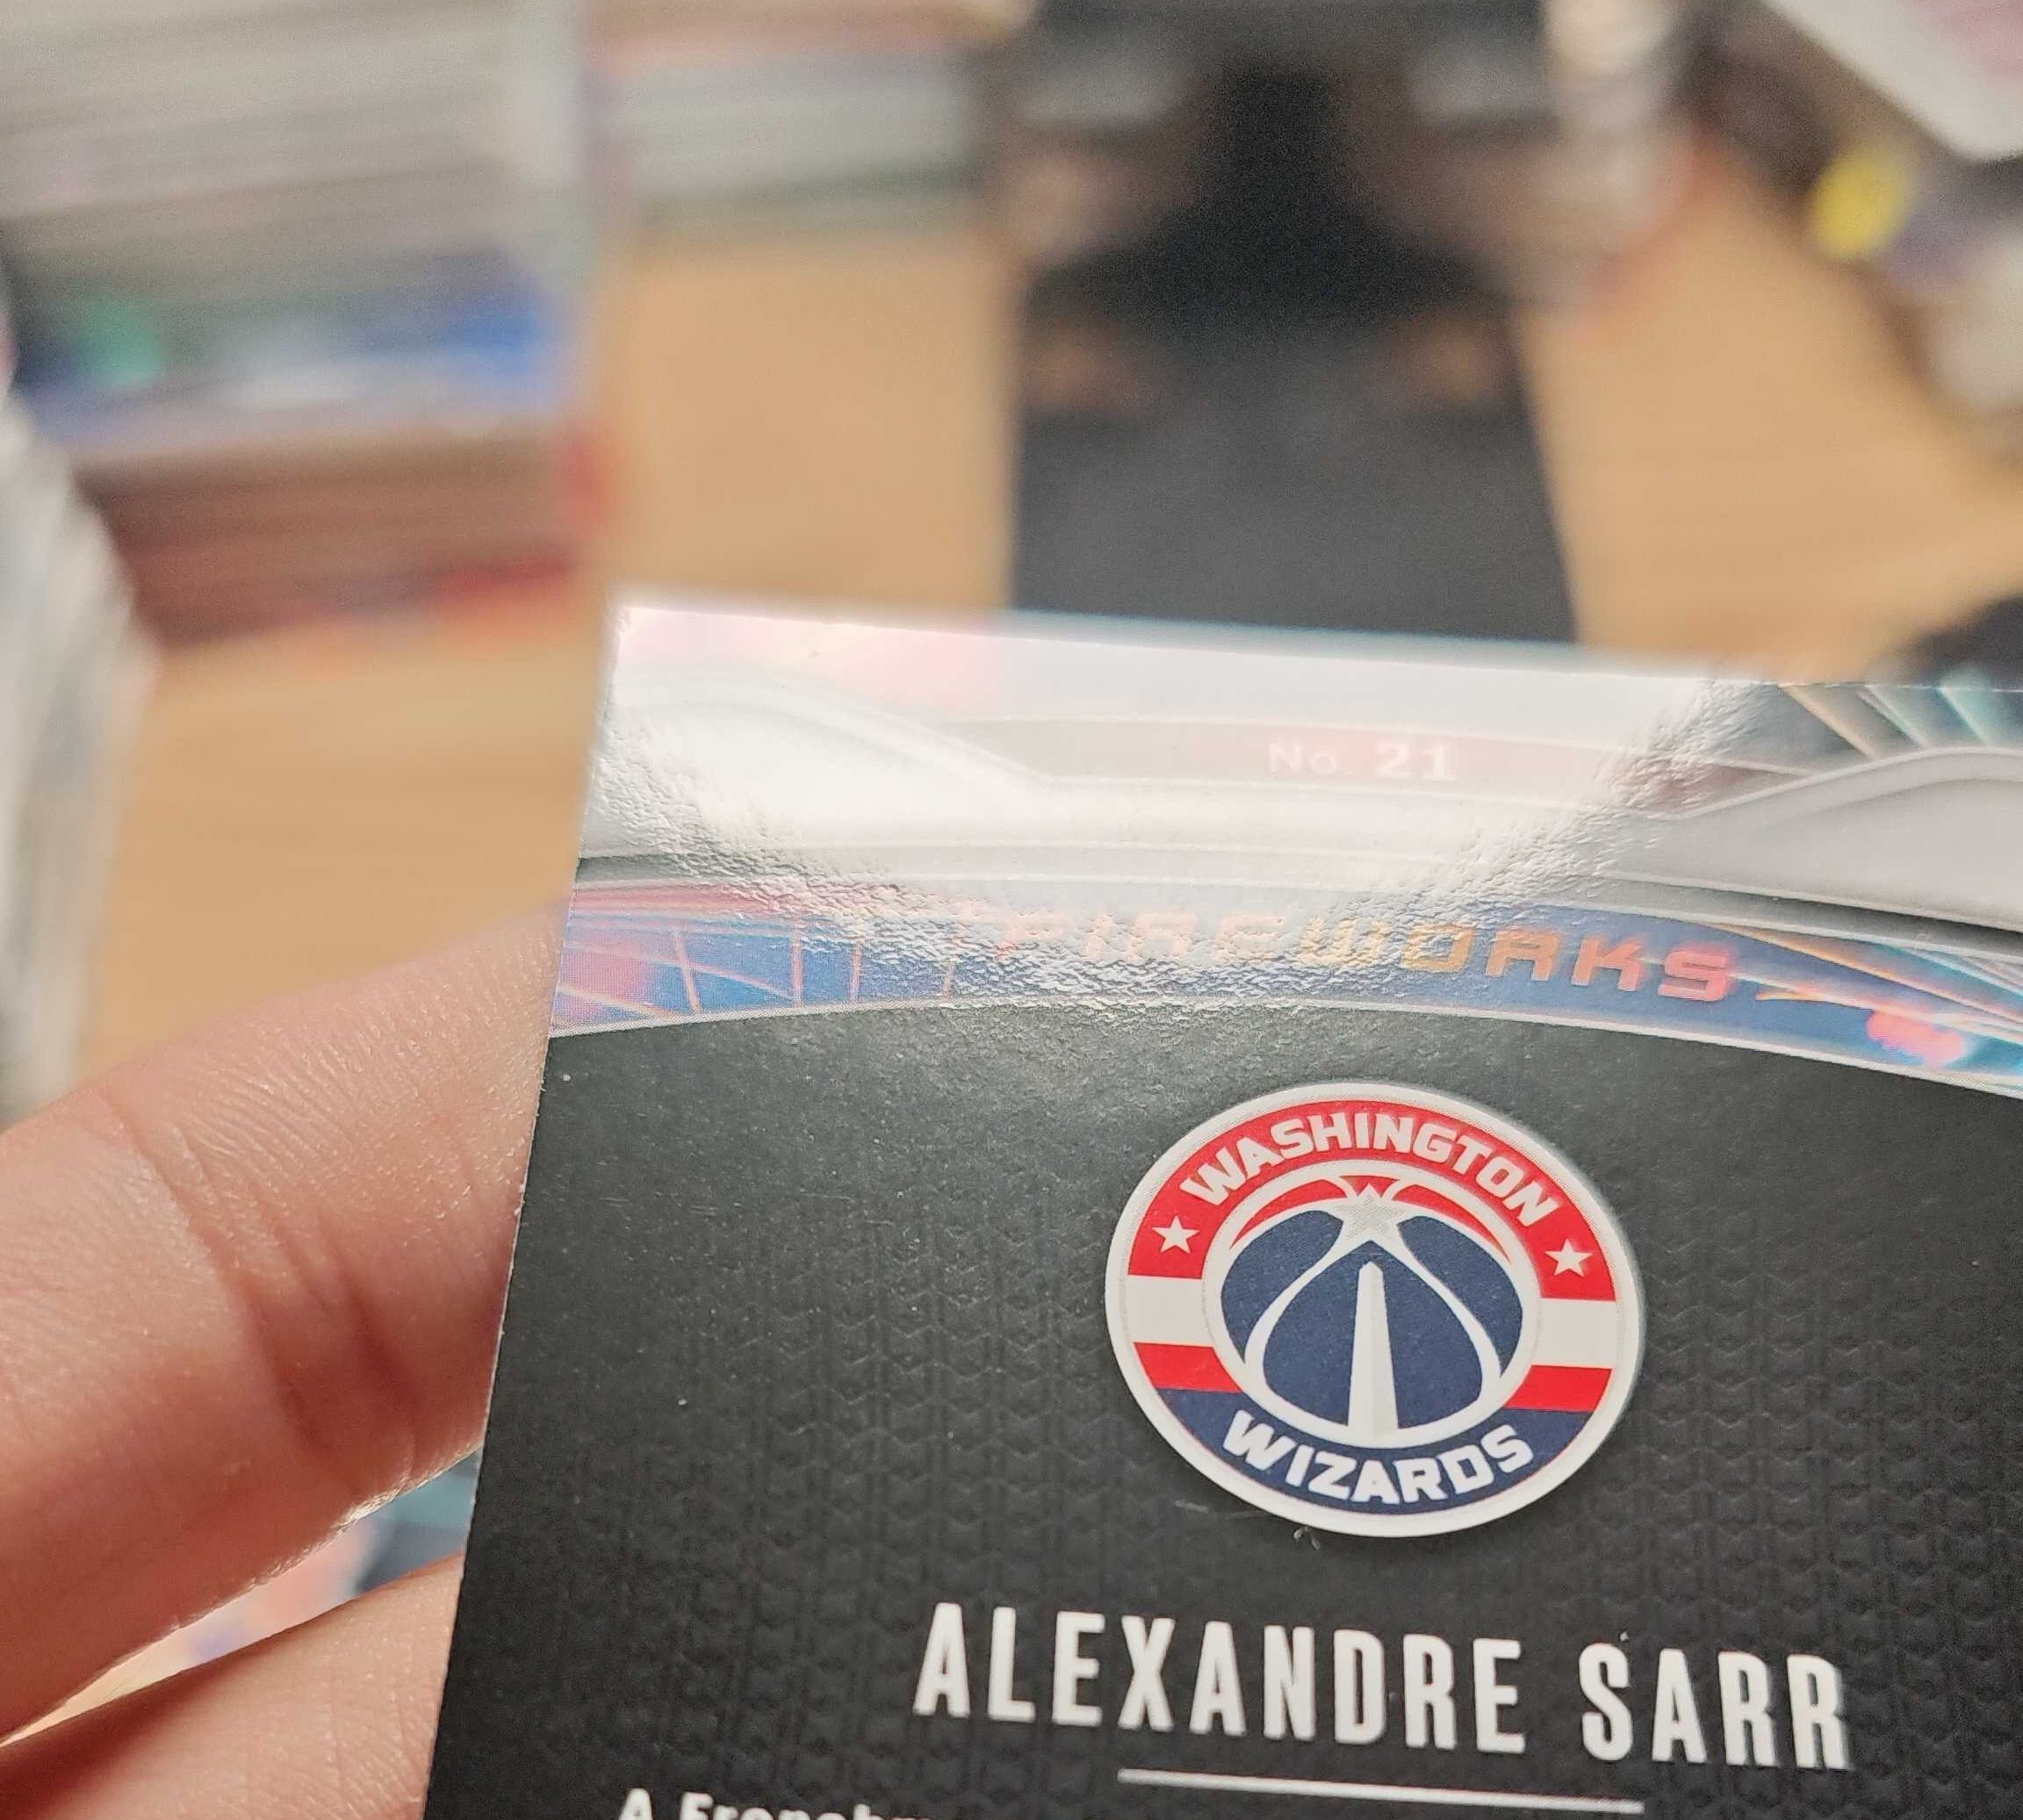 No. 21
FIREWORKS
WASHINGTON
WIZARDS
ALEXANDRE SARR
A